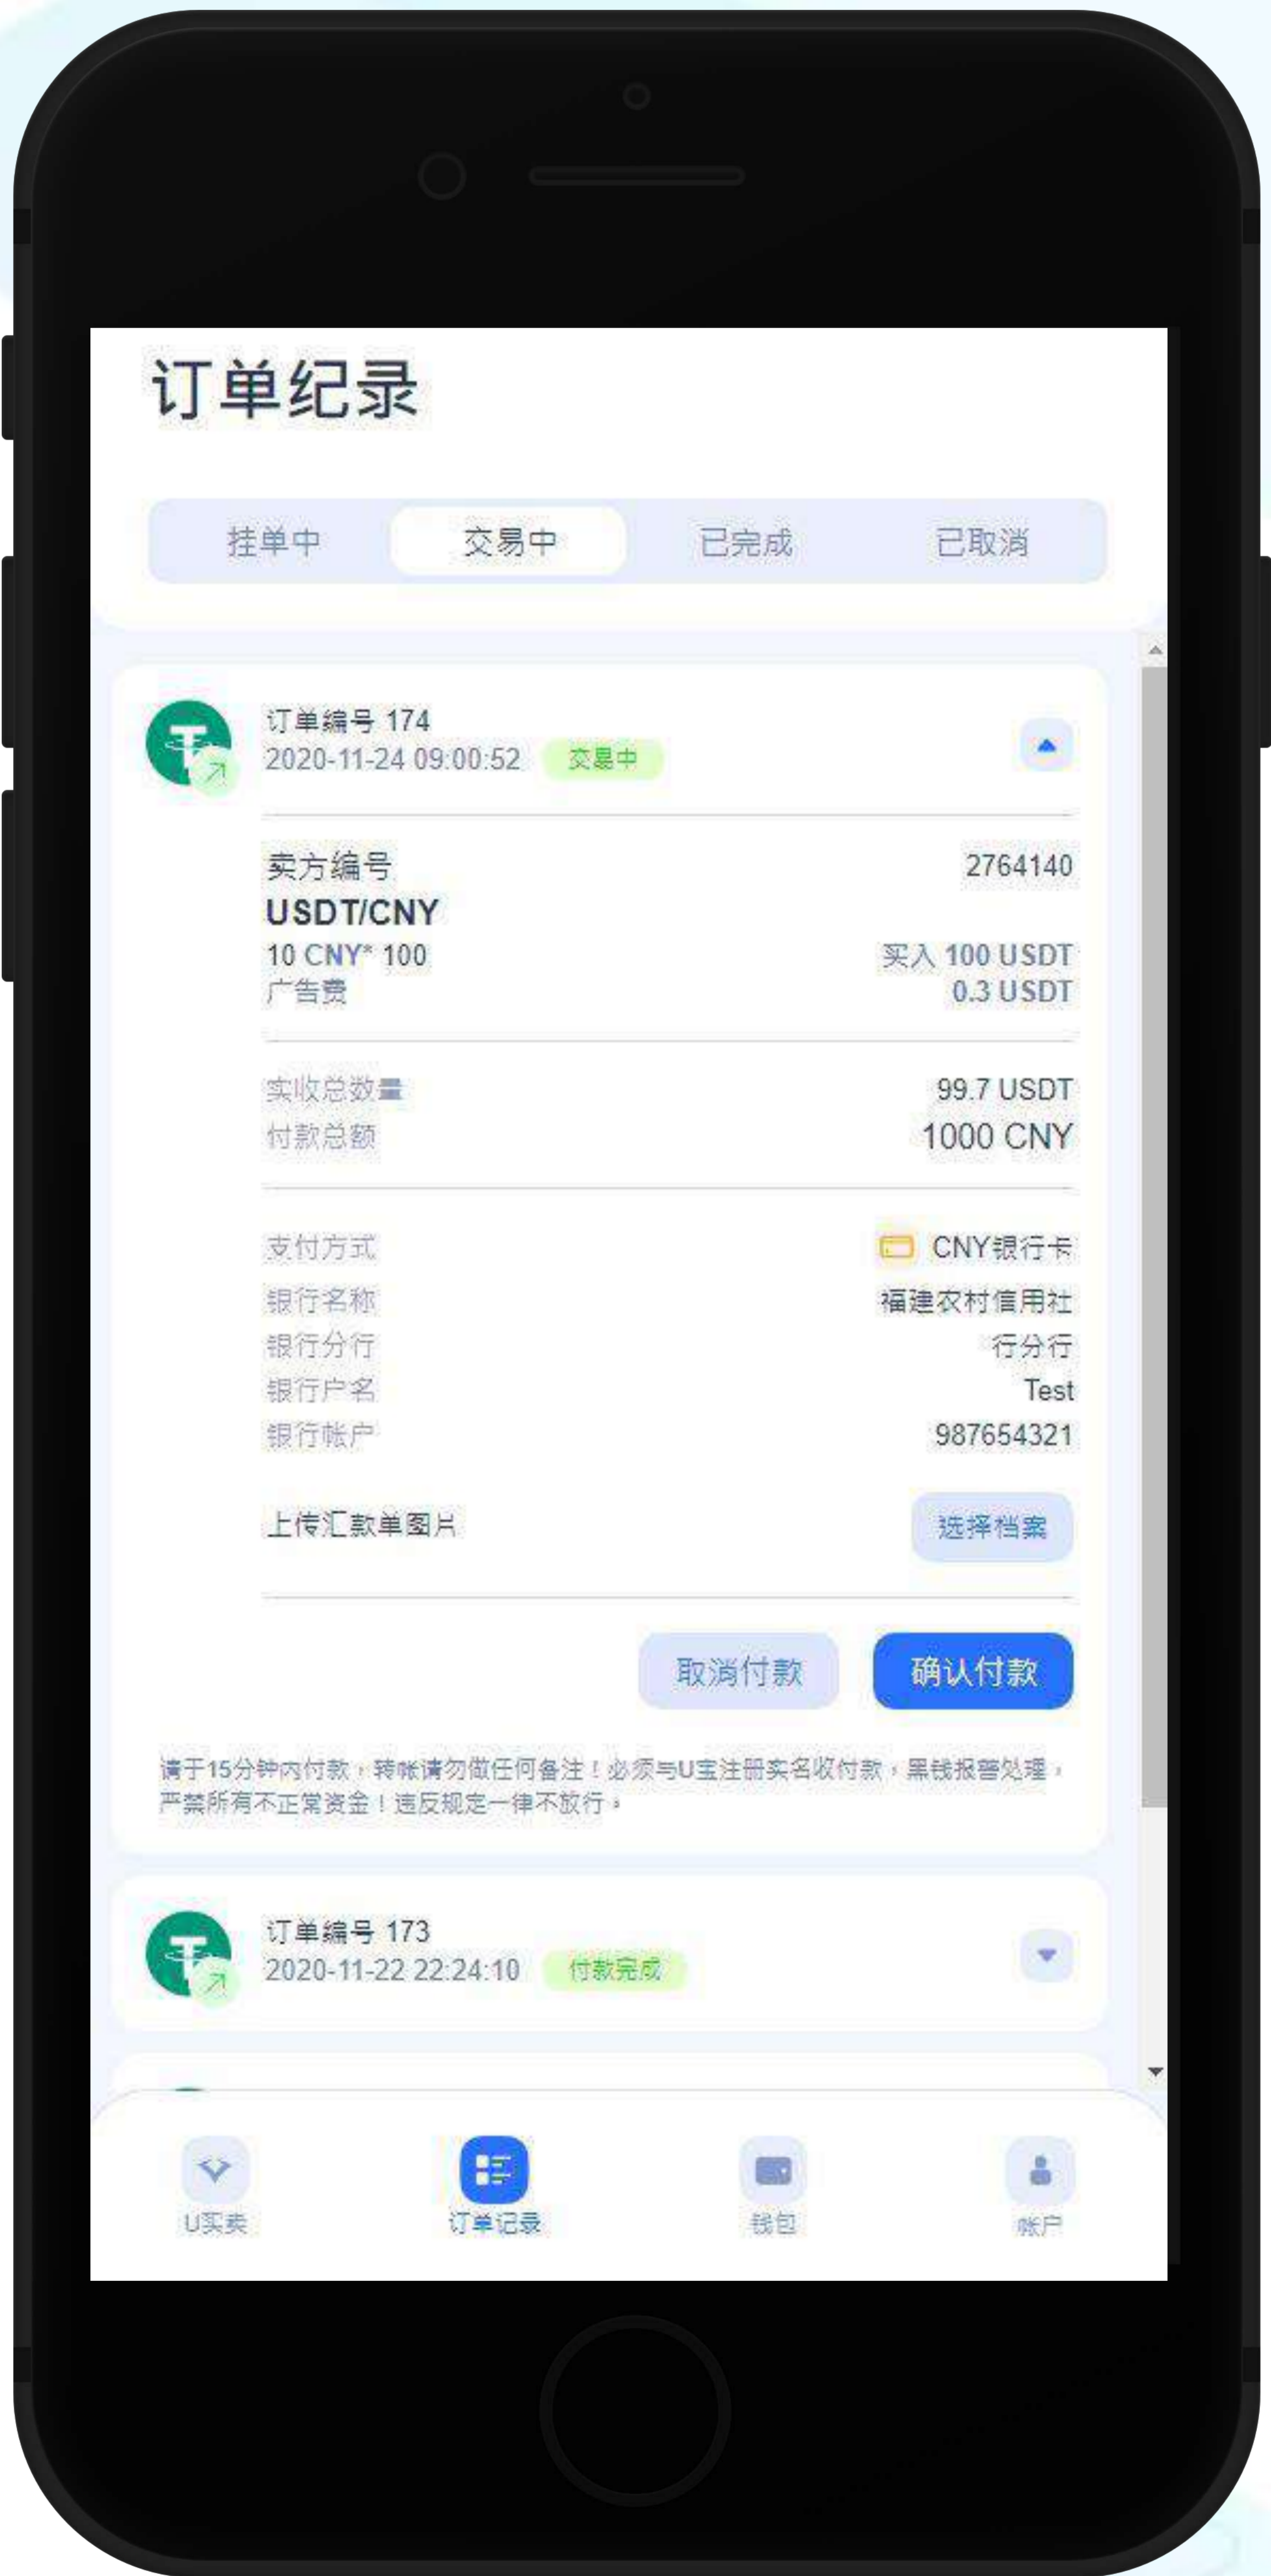 订单纪录
挂单中 交易中 已完成 已取消
订单编号 174
2020-11-24 09:00:52 交易中
卖方编号 2764140
USDT/CNY
10 CNY* 100 买入 100 USDT
广告费 0.3 USDT
实收总数量 99.7 USDT
付款总额 1000 CNY
支付方式 CNY银行卡
银行名称 福建农村信用社
银行分行 行分行
银行户名 Test
银行帐户 987654321
上传汇款单图片 选择档案
取消付款 确认付款
请于15分钟内付款，转帐请勿做任何备注！必须与U宝注册实名收付款，黑钱报警处理，
严禁所有不正常资金！违反规定一律不放行。
订单编号 173
2020-11-22 22:24:10 付款完成
U买卖 订单记录 钱包 帐户